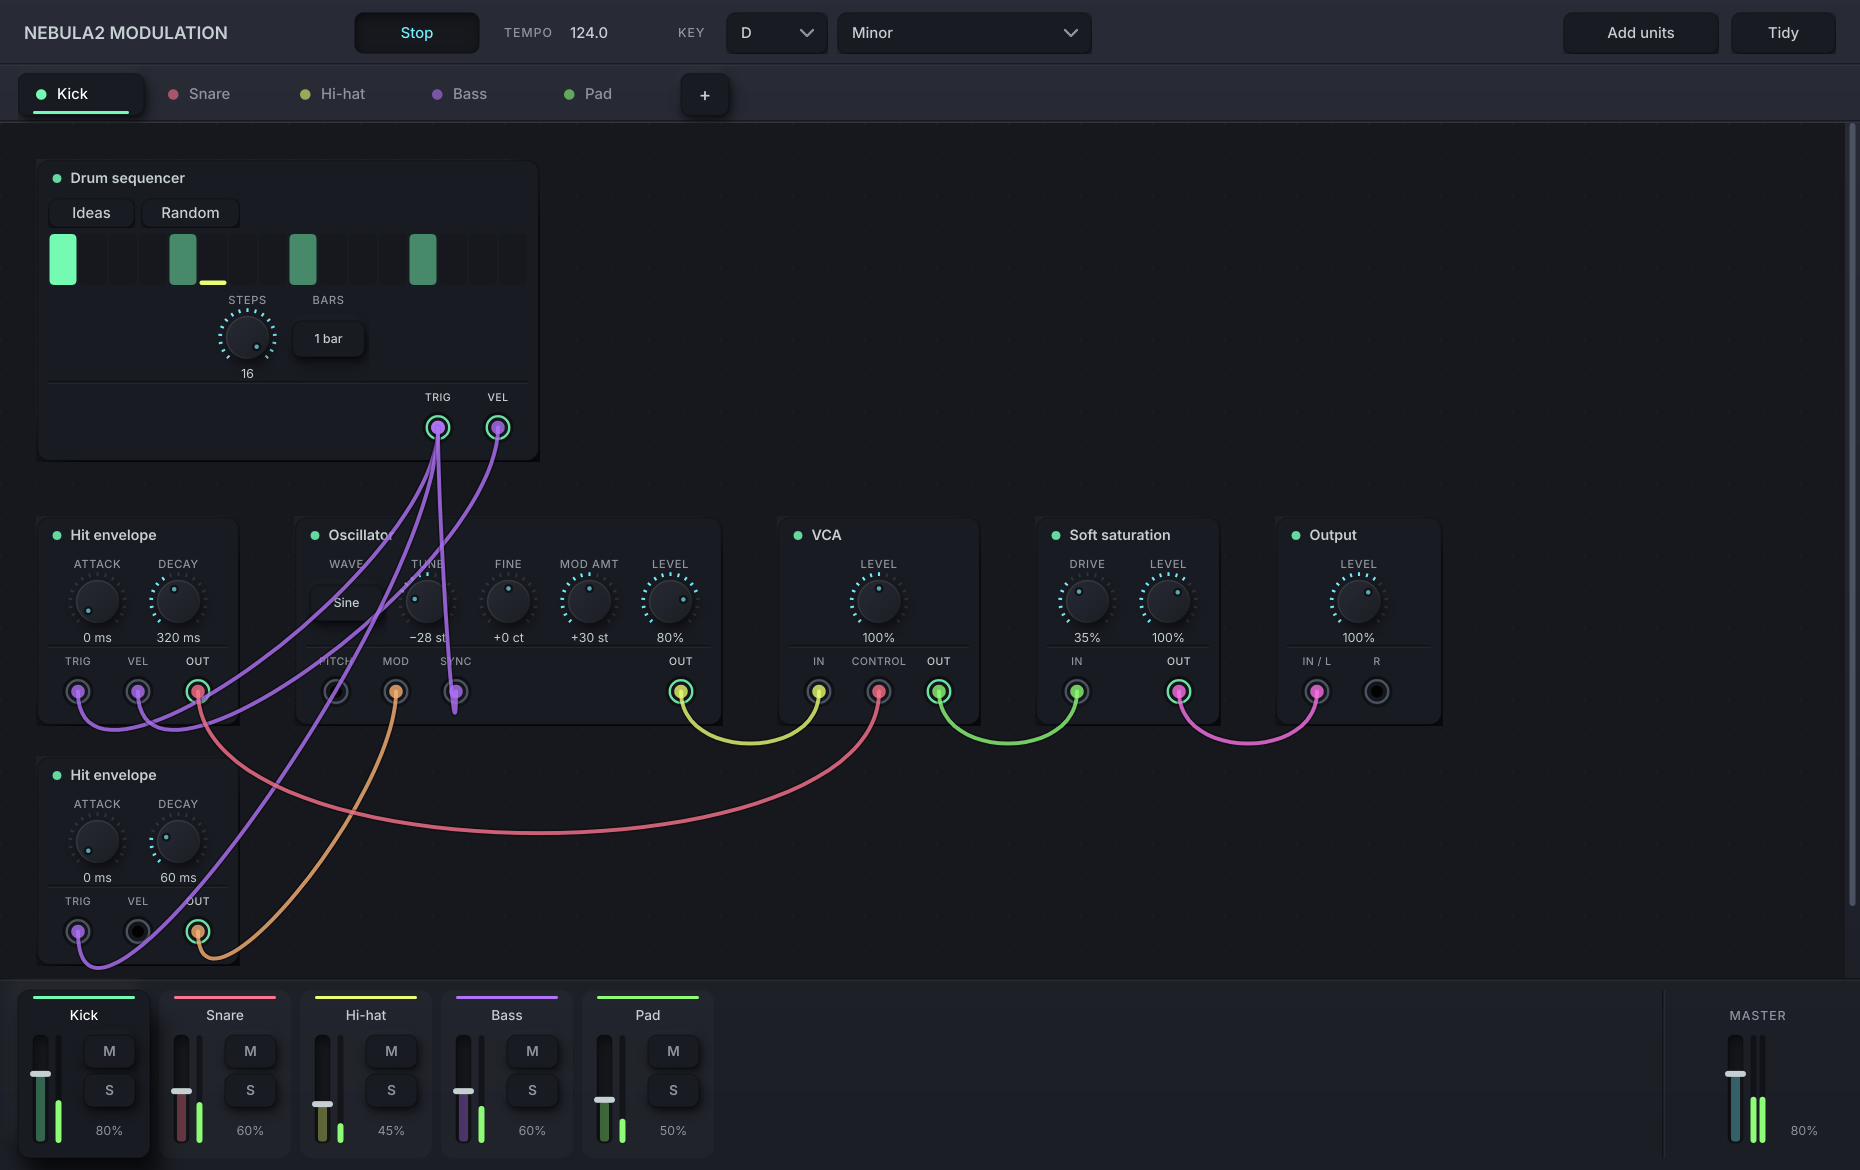 NEBULA2 MODULATION Stop TEMPO 124.0 KEY D Minor Add units Tidy
Kick Snare Hi-hat Bass Pad +
Drum sequencer
Ideas Random
STEPS BARS
1 bar
16
TRIG VEL
Hit envelope Oscillator VCA Soft saturation Output
ATTACK DECAY WAVE TUNE FINE MOD AMT LEVEL LEVEL DRIVE LEVEL LEVEL
Sine
0 ms 320 ms −28 st +0 ct +30 st 80% 100% 35% 100% 100%
TRIG VEL OUT PITCH MOD SYNC OUT IN CONTROL OUT IN OUT IN / L R
Hit envelope
ATTACK DECAY
0 ms 60 ms
TRIG VEL OUT
Kick Snare Hi-hat Bass Pad MASTER
M M M M M
S S S S S
80% 60% 45% 60% 50% 80%